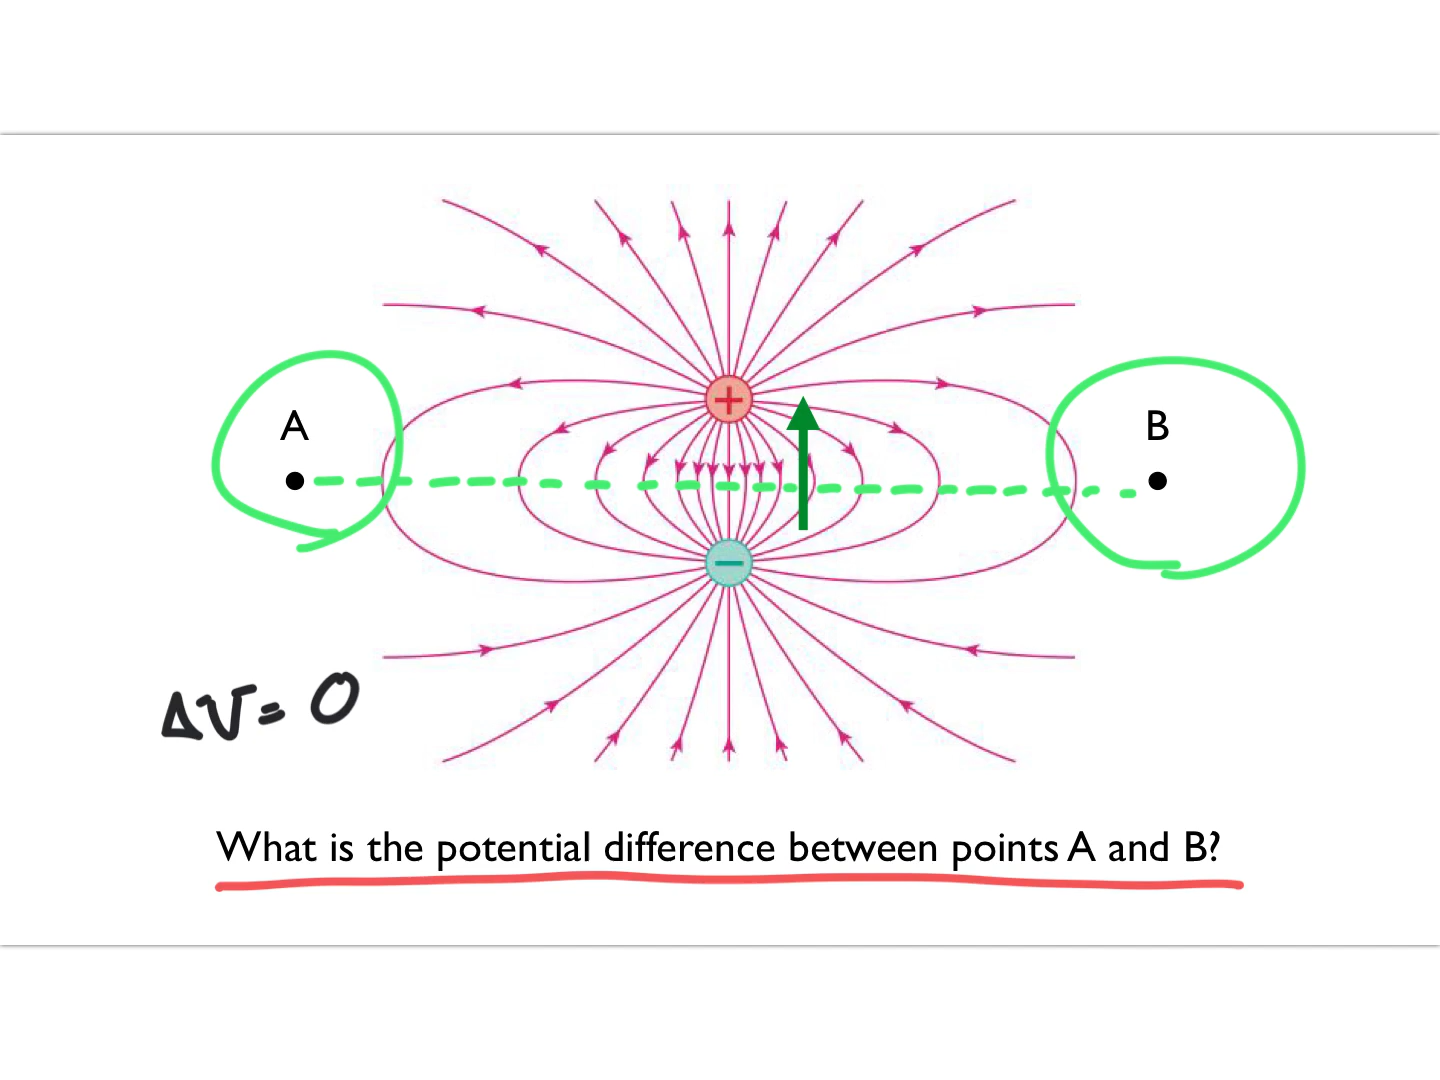 A B
+
−
ΔV = 0
What is the potential difference between points A and B?